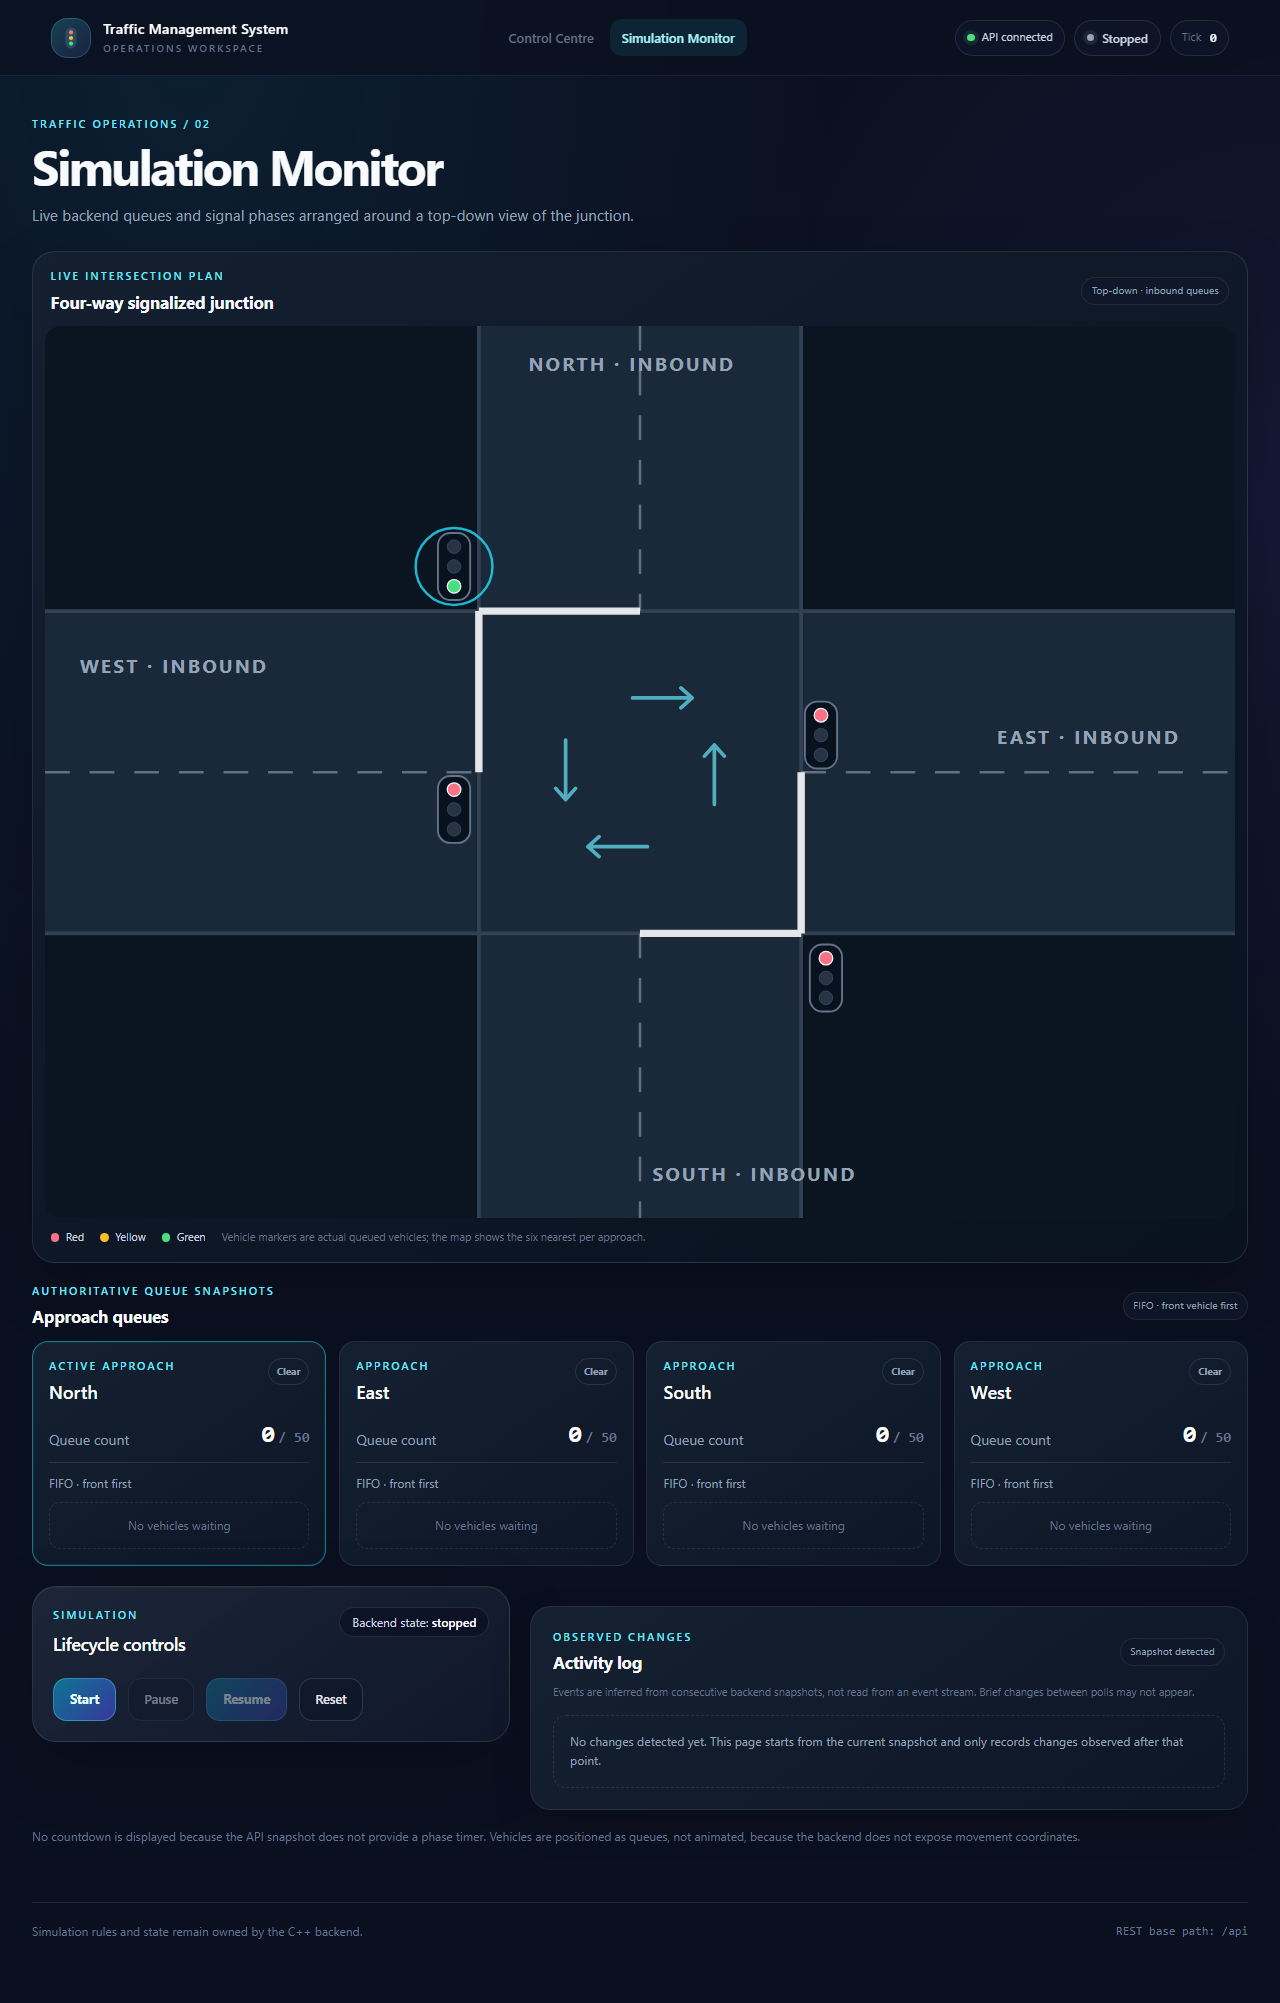 Traffic Management System
OPERATIONS WORKSPACE
Control Centre
Simulation Monitor
API connected
Stopped
Tick 0
TRAFFIC OPERATIONS / 02
Simulation Monitor
Live backend queues and signal phases arranged around a top-down view of the junction.
LIVE INTERSECTION PLAN
Four-way signalized junction
Top-down · inbound queues
NORTH · INBOUND
WEST · INBOUND
EAST · INBOUND
SOUTH · INBOUND
Red
Yellow
Green
Vehicle markers are actual queued vehicles; the map shows the six nearest per approach.
AUTHORITATIVE QUEUE SNAPSHOTS
Approach queues
FIFO · front vehicle first
ACTIVE APPROACH
North
Clear
Queue count
0 / 50
FIFO · front first
No vehicles waiting
APPROACH
East
Clear
Queue count
0 / 50
FIFO · front first
No vehicles waiting
APPROACH
South
Clear
Queue count
0 / 50
FIFO · front first
No vehicles waiting
APPROACH
West
Clear
Queue count
0 / 50
FIFO · front first
No vehicles waiting
SIMULATION
Lifecycle controls
Backend state: stopped
Start
Pause
Resume
Reset
OBSERVED CHANGES
Activity log
Snapshot detected
Events are inferred from consecutive backend snapshots, not read from an event stream. Brief changes between polls may not appear.
No changes detected yet. This page starts from the current snapshot and only records changes observed after that
point.
No countdown is displayed because the API snapshot does not provide a phase timer. Vehicles are positioned as queues, not animated, because the backend does not expose movement coordinates.
Simulation rules and state remain owned by the C++ backend.
REST base path: /api